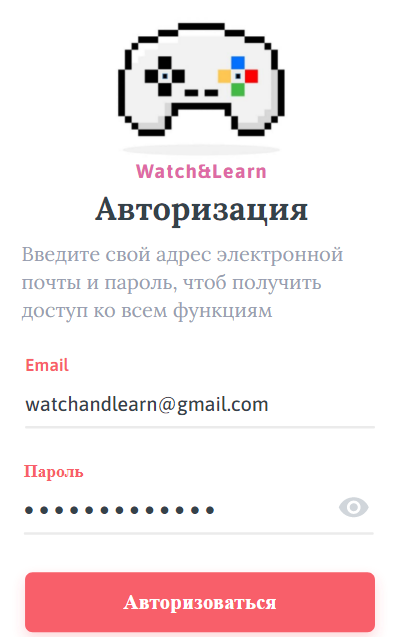 Watch&Learn
Авторизация
Введите свой адрес электронной
почты и пароль, чтоб получить
доступ ко всем функциям
Email
watchandlearn@gmail.com
Пароль
Авторизоваться